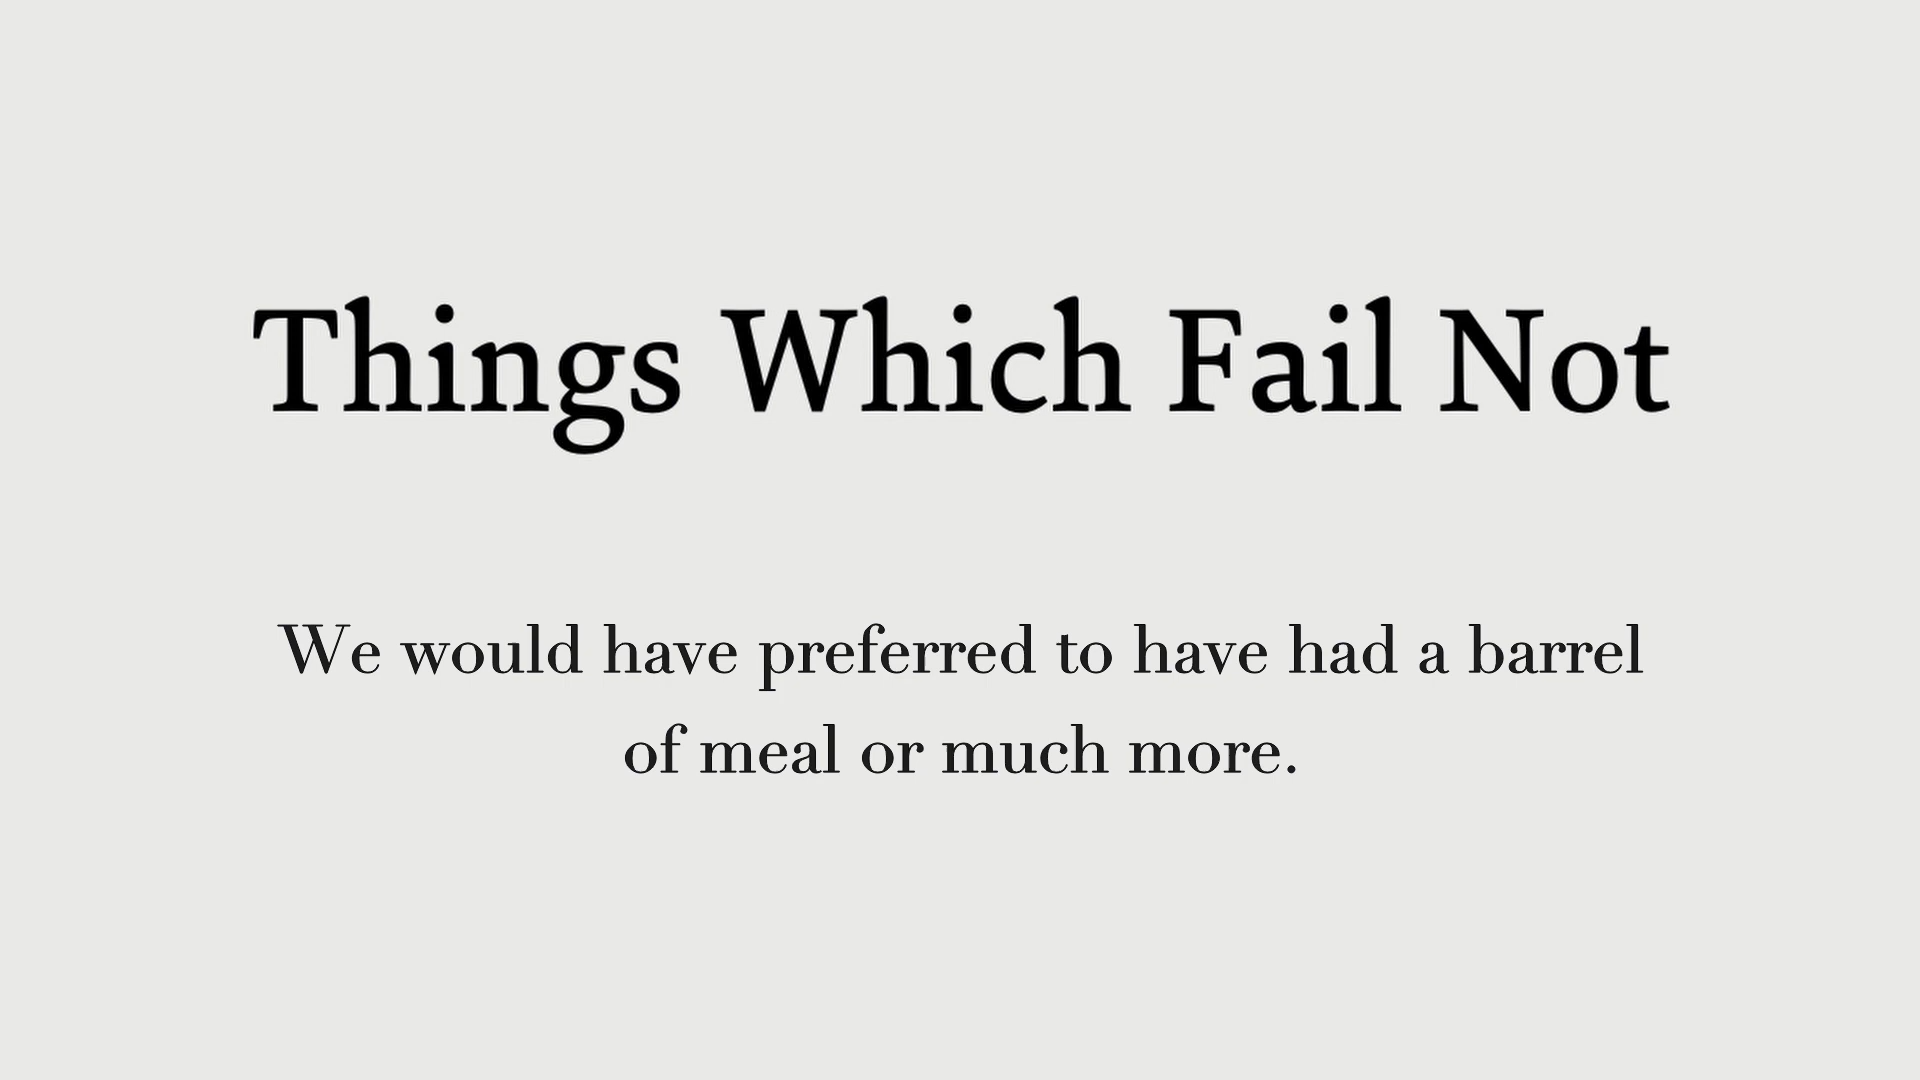 Things Which Fail Not
We would have preferred to have had a barrel
of meal or much more.